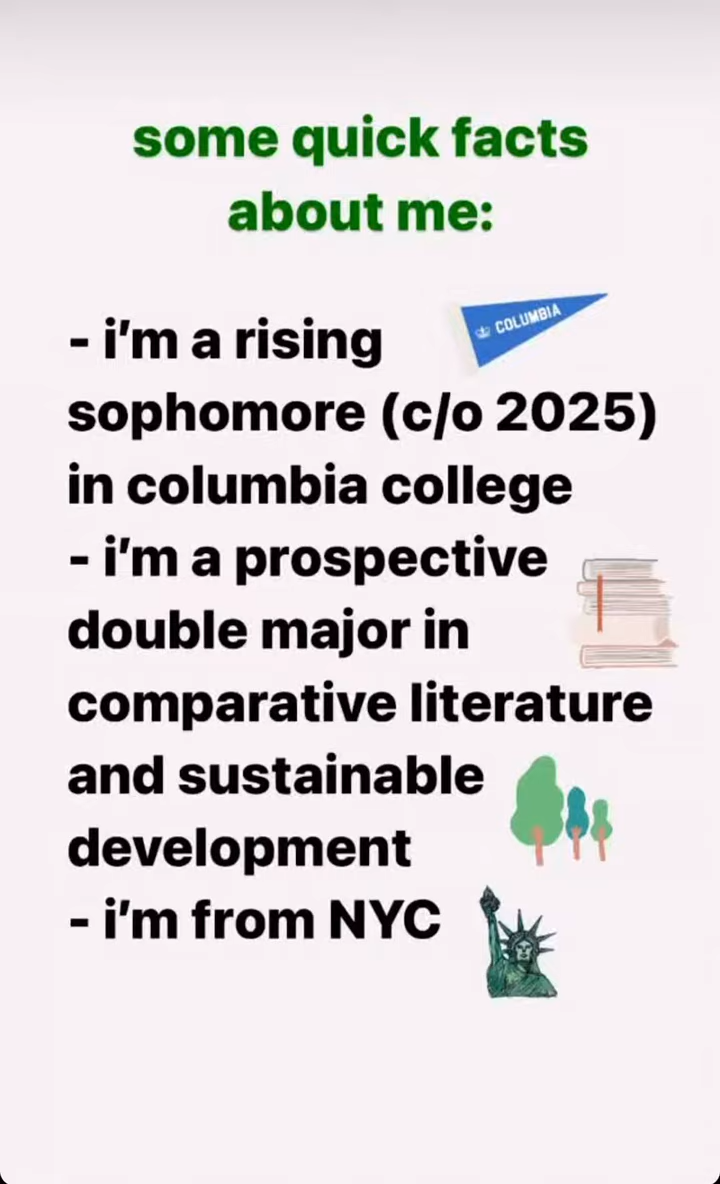 some quick facts
about me:
COLUMBIA
- i'm a rising
sophomore (c/o 2025)
in columbia college
- i'm a prospective
double major in
comparative literature
and sustainable
development
- i'm from NYC